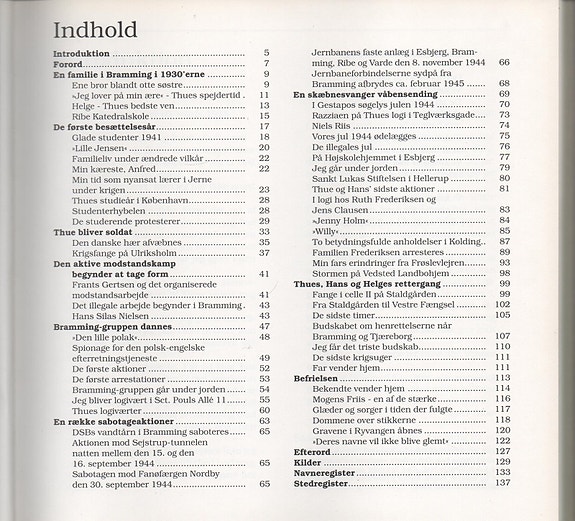 Indhold
Introduktion 5
Forord 7
En familie i Bramming i 1930'erne 9
Ene bror blandt otte søstre 9
»Jeg lover på min ære« - Thues spejdertid . 11
Helge - Thues bedste ven 13
Ribe Katedralskole 15
De første besættelsesår 17
Glade studenter 1941 18
»Lille Jensen« 20
Familieliv under ændrede vilkår 22
Min kæreste, Anfred 22
Min tid som nyansat lærer i Jerne
under krigen 23
Thues studieår i København 28
Studenterhybelen 28
De studerende protesterer 29
Thue bliver soldat 33
Den danske hær afvæbnes 35
Krigsfange på Ulriksholm 37
Den aktive modstandskamp
begynder at tage form 41
Frants Gertsen og det organiserede
modstandsarbejde 41
Det illegale arbejde begynder i Bramming . 43
Hans Silas Nielsen 43
Bramming-gruppen dannes 47
»Den lille polak« 48
Spionage for den polsk-engelske
efterretningstjeneste 49
De første aktioner 52
De første arrestationer 53
Bramming-gruppen går under jorden 54
Jeg bliver logivært i Sct. Pouls Allé 11 55
Thues logiværter 60
En række sabotageaktioner 63
DSBs vandtårn i Bramming saboteres 65
Aktionen mod Sejstrup-tunnelen
natten mellem den 15. og den
16. september 1944 65
Sabotagen mod Fanøfærgen Nordby
den 30. september 1944 65
Jernbanens faste anlæg i Esbjerg, Bram-
ming, Ribe og Varde den 8. november 1944 66
Jernbaneforbindelserne sydpå fra
Bramming afbrydes ca. februar 1945 68
En skæbnesvanger våbensending 69
I Gestapos søgelys julen 1944 70
Razziaen på Thues logi i Teglværksgade 73
Niels Riis 74
Vores jul 1944 ødelægges 75
De illegales jul 76
På Højskolehjemmet i Esbjerg 77
Jeg går under jorden 79
Sankt Lukas Stiftelsen i Hellerup 80
Thue og Hans' sidste aktioner 81
I logi hos Ruth Frederiksen og
Jens Clausen 83
»Jenny Holm« 84
»Willy« 85
To betydningsfulde anholdelser i Kolding .. 87
Familien Frederiksen arresteres 89
Min fars erindringer fra Frøslevlejren 93
Stormen på Vedsted Landbohjem 98
Thues, Hans og Helges rettergang 99
Fange i celle II på Staldgården 99
Fra Staldgården til Vestre Fængsel 102
De sidste timer 105
Budskabet om henrettelserne når
Bramming og Tjæreborg 107
Jeg får det triste budskab 110
De sidste krigsuger 111
Far vender hjem 111
Befrielsen 113
Bekendte vender hjem 114
Mogens Friis - en af de stærke 116
Glæder og sorger i tiden der fulgte 117
Dommene over stikkerne 118
Gravene i Ryvangen åbnes 120
»Deres navne vil ikke blive glemt« 122
Efterord 127
Kilder 129
Navneregister 133
Stedregister 137